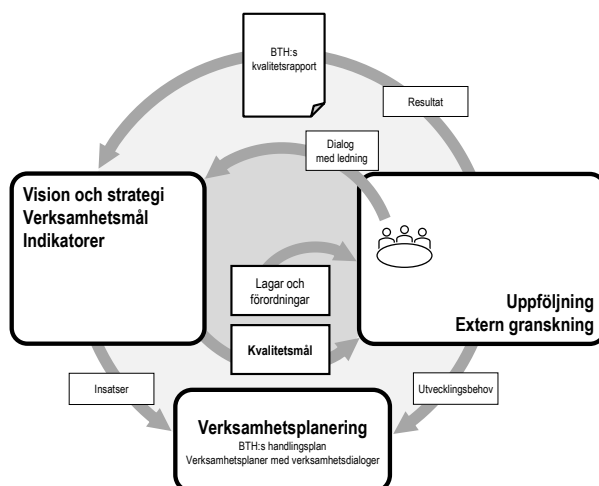 BTH:s
kvalitetsrapport
Resultat
Dialog
med ledning
Vision och strategi
Verksamhetsmål
Indikatorer
Lagar och
förordningar
Uppföljning
Extern granskning
Kvalitetsmål
Insatser
Utvecklingsbehov
Verksamhetsplanering
BTH:s handlingsplan
Verksamhetsplaner med verksamhetsdialoger